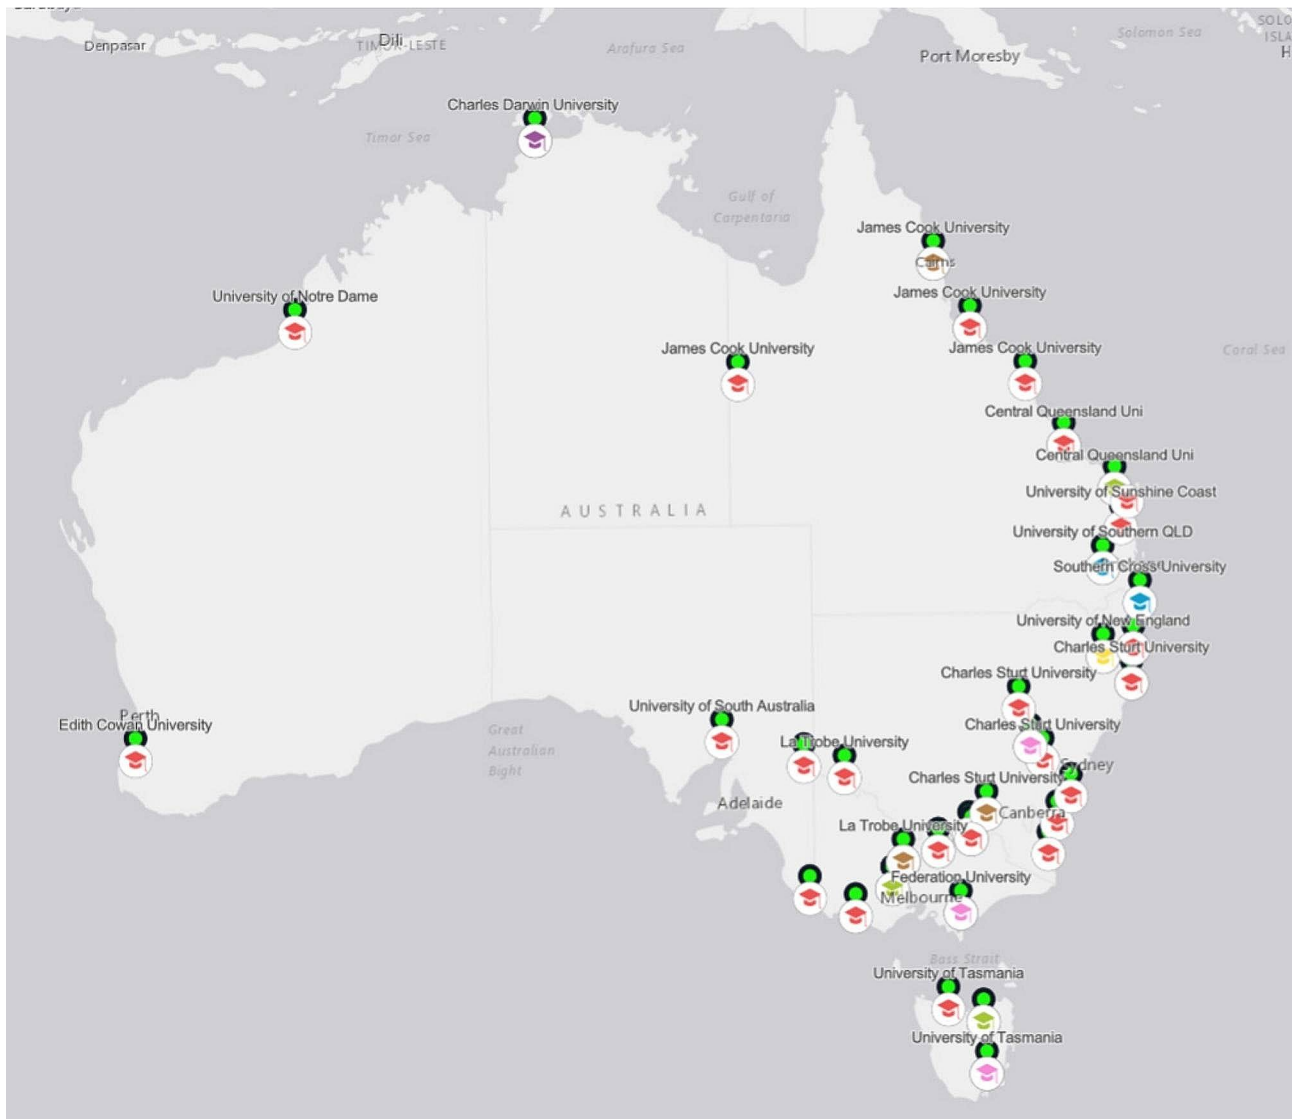 Denpasar
Dili
TIMOR-LESTE
Arafura Sea
Port Moresby
Solomon Sea
SOLO
ISLA
H
Charles Darwin University
Timor Sea
Gulf of
Carpentaria
James Cook University
Cairns
University of Notre Dame
James Cook University
James Cook University
James Cook University
Coral Sea
Central Queensland Uni
Central Queensland Uni
University of Sunshine Coast
AUSTRALIA
University of Southern QLD
Southern Cross University
University of New England
Charles Sturt University
Charles Sturt University
University of South Australia
Perth
Edith Cowan University
Great
Australian
Bight
La Trobe University
Charles Sturt University
Sydney
Charles Sturt University
Adelaide
Canberra
La Trobe University
Federation University
Melbourne
Bass Strait
University of Tasmania
University of Tasmania